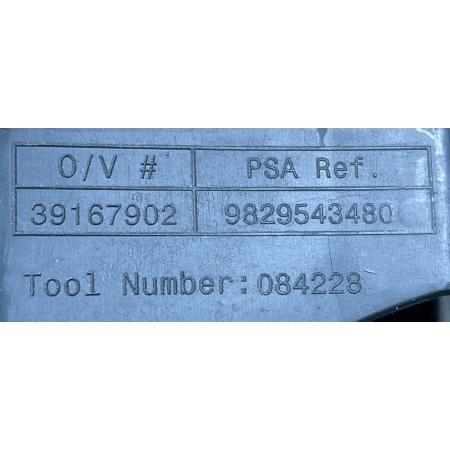 O/V # PSA Ref.
39167902 9829543480
Tool Number: 084228